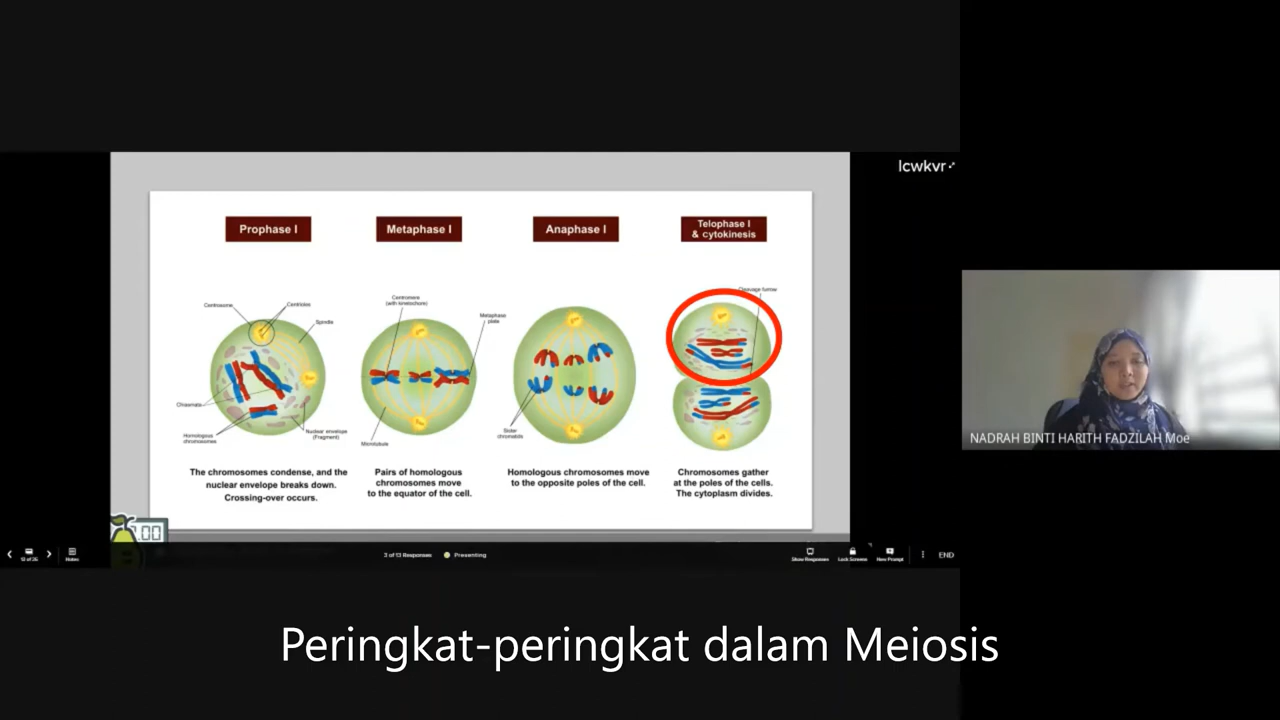 lcwkvr
Prophase I
Metaphase I
Anaphase I
Telophase I
& cytokinesis
Centrosome
Centrioles
Spindle
Chromatid
Homologous
chromosomes
Nuclear envelope
(Fragment)
Centromere
(with kinetochore)
Metaphase
plate
Microtubule
Sister
chromatids
Cleavage furrow
The chromosomes condense, and the
nuclear envelope breaks down.
Crossing-over occurs.
Pairs of homologous
chromosomes move
to the equator of the cell.
Homologous chromosomes move
to the opposite poles of the cell.
Chromosomes gather
at the poles of the cells.
The cytoplasm divides.
Notes
3 of 13 Responses
Presenting
Show Responses
Lock Screens
New Prompt
END
NADRAH BINTI HARITH FADZILAH Moe
Peringkat-peringkat dalam Meiosis